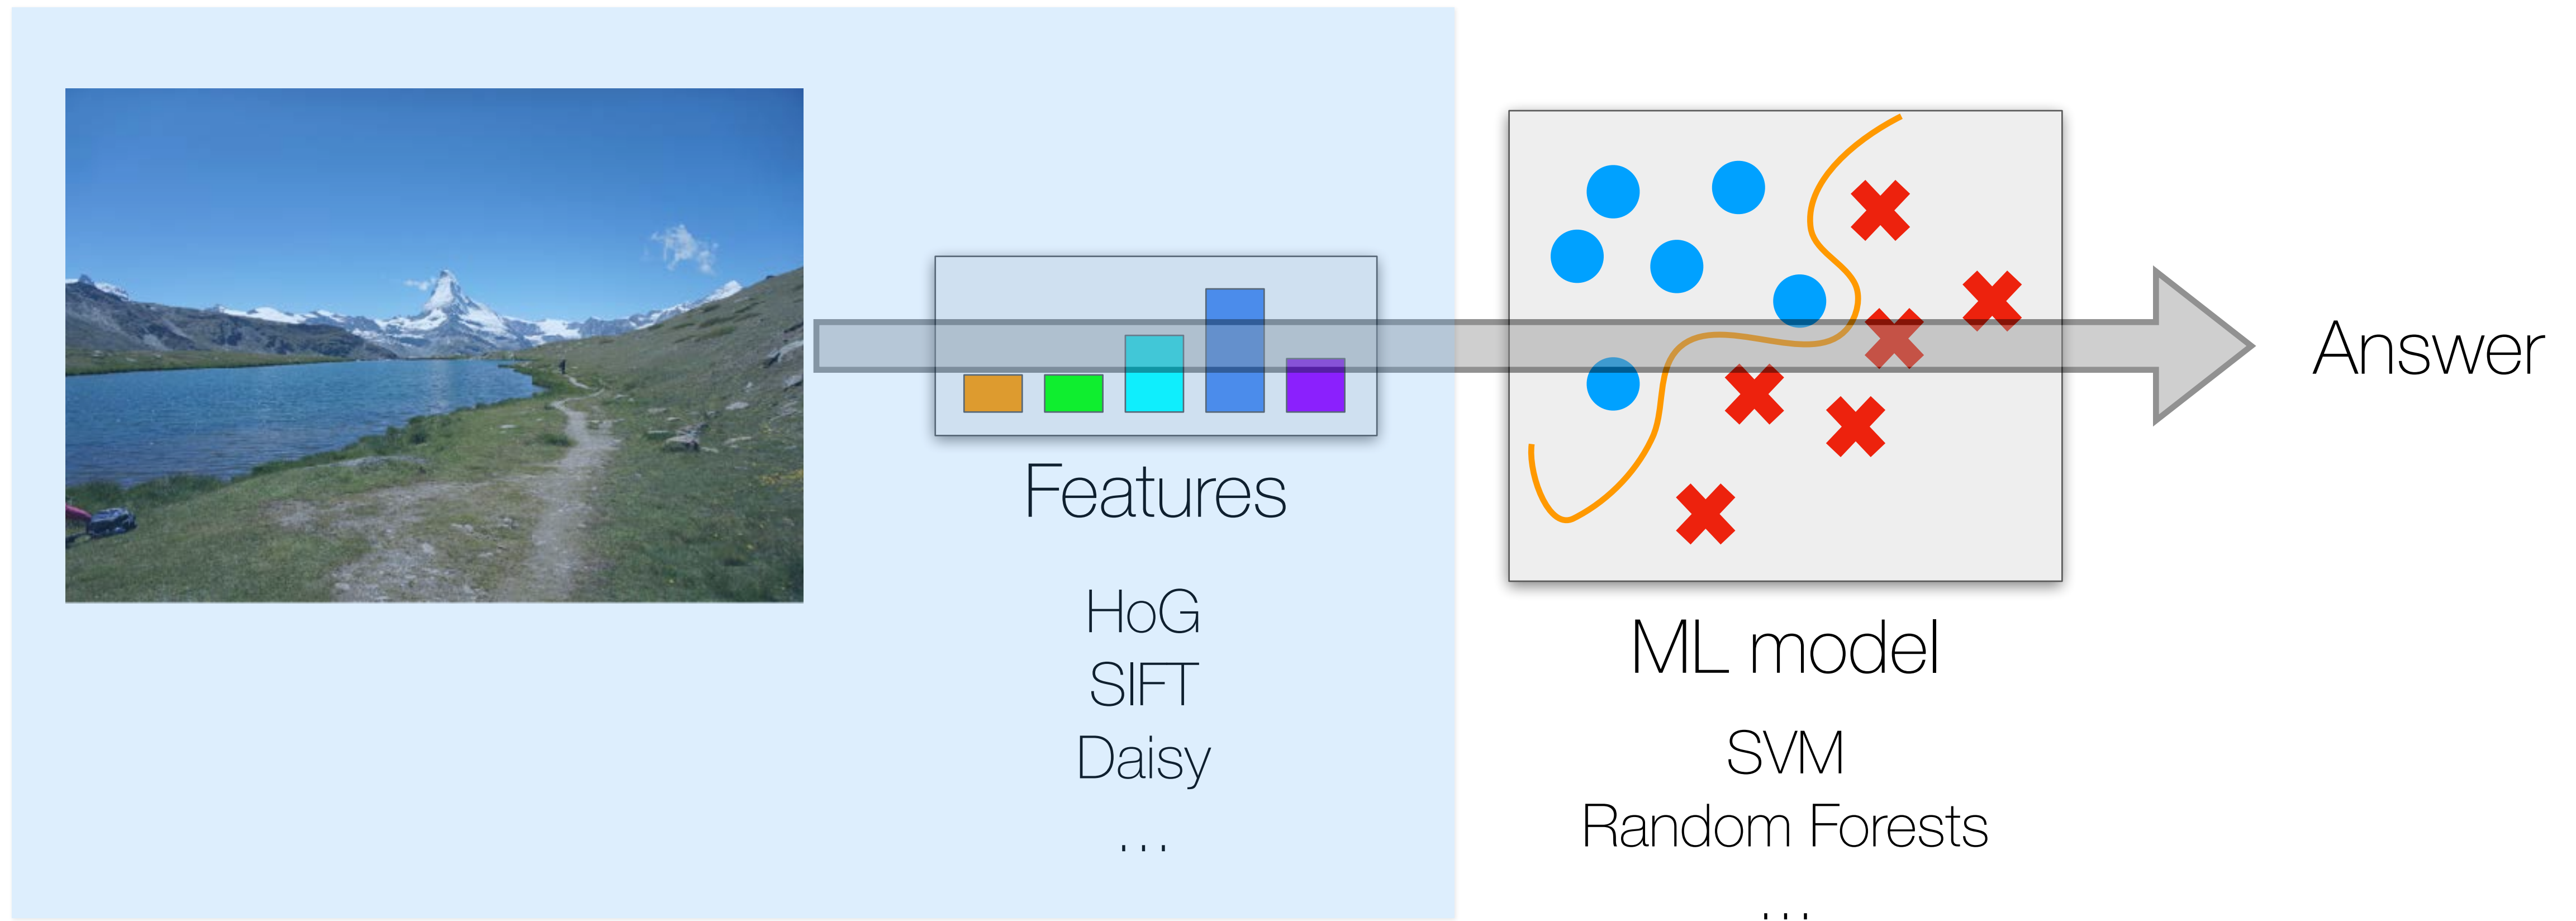 Features
HoG
SIFT
Daisy
...
ML model
SVM
Random Forests
...
Answer